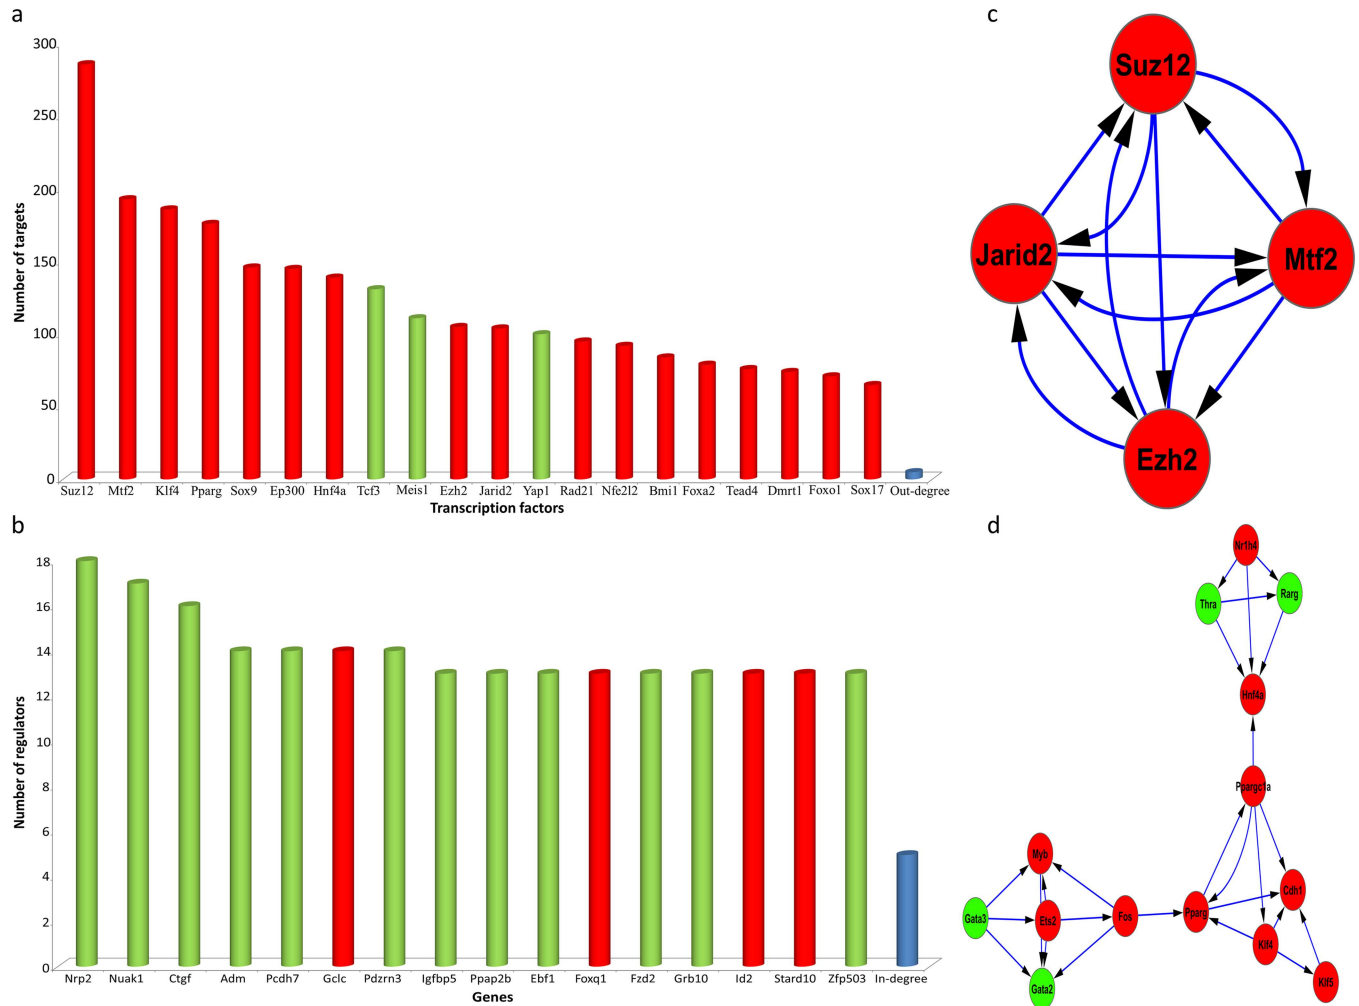 a
300
250
200
150
100
50
0
Number of targets
Suz12 Mtf2 Klf4 Pparg Sox9 Ep300 Hnf4a Tcf3 Meis1 Ezh2 Jarid2 Yap1 Rad21 Nfe2l2 Bmi1 Foxa2 Tead4 Dmrt1 Foxo1 Sox17 Out-degree
Transcription factors
b
18
16
14
12
10
8
6
4
2
0
Number of regulators
Nrp2 Nuak1 Ctgf Adm Pcdh7 Gclc Pdzrn3 Igfbp5 Ppap2b Ebf1 Foxq1 Fzd2 Grb10 Id2 Stard10 Zfp503 In-degree
Genes
c
Suz12
Jarid2
Mtf2
Ezh2
d
Nr1h4
Thra
Rarg
Hnf4a
Ppargc1a
Myb
Cdh1
Gata3
Ets2
Fos
Pparg
Klf4
Klf5
Gata2